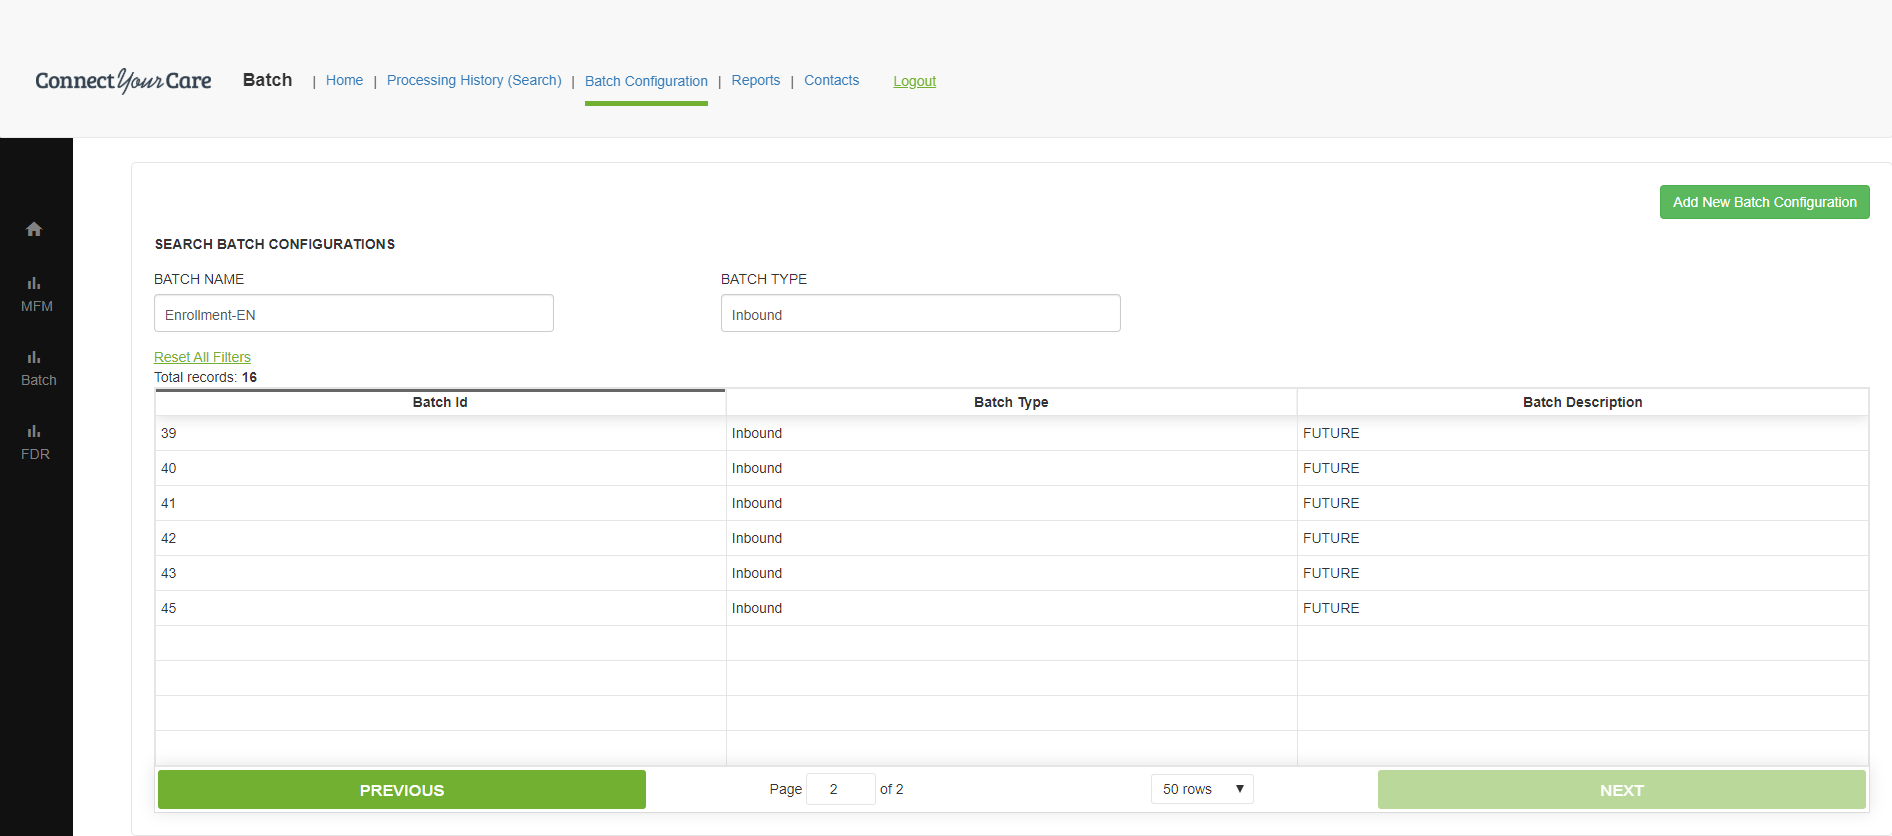 ConnectYourCare Batch | Home | Processing History (Search) | Batch Configuration | Reports | Contacts Logout
Add New Batch Configuration
SEARCH BATCH CONFIGURATIONS
BATCH NAME BATCH TYPE
Enrollment-EN Inbound
Reset All Filters
Total records: 16
Batch Id Batch Type Batch Description
39 Inbound FUTURE
40 Inbound FUTURE
41 Inbound FUTURE
42 Inbound FUTURE
43 Inbound FUTURE
45 Inbound FUTURE
PREVIOUS Page 2 of 2 50 rows NEXT
MFM
Batch
FDR